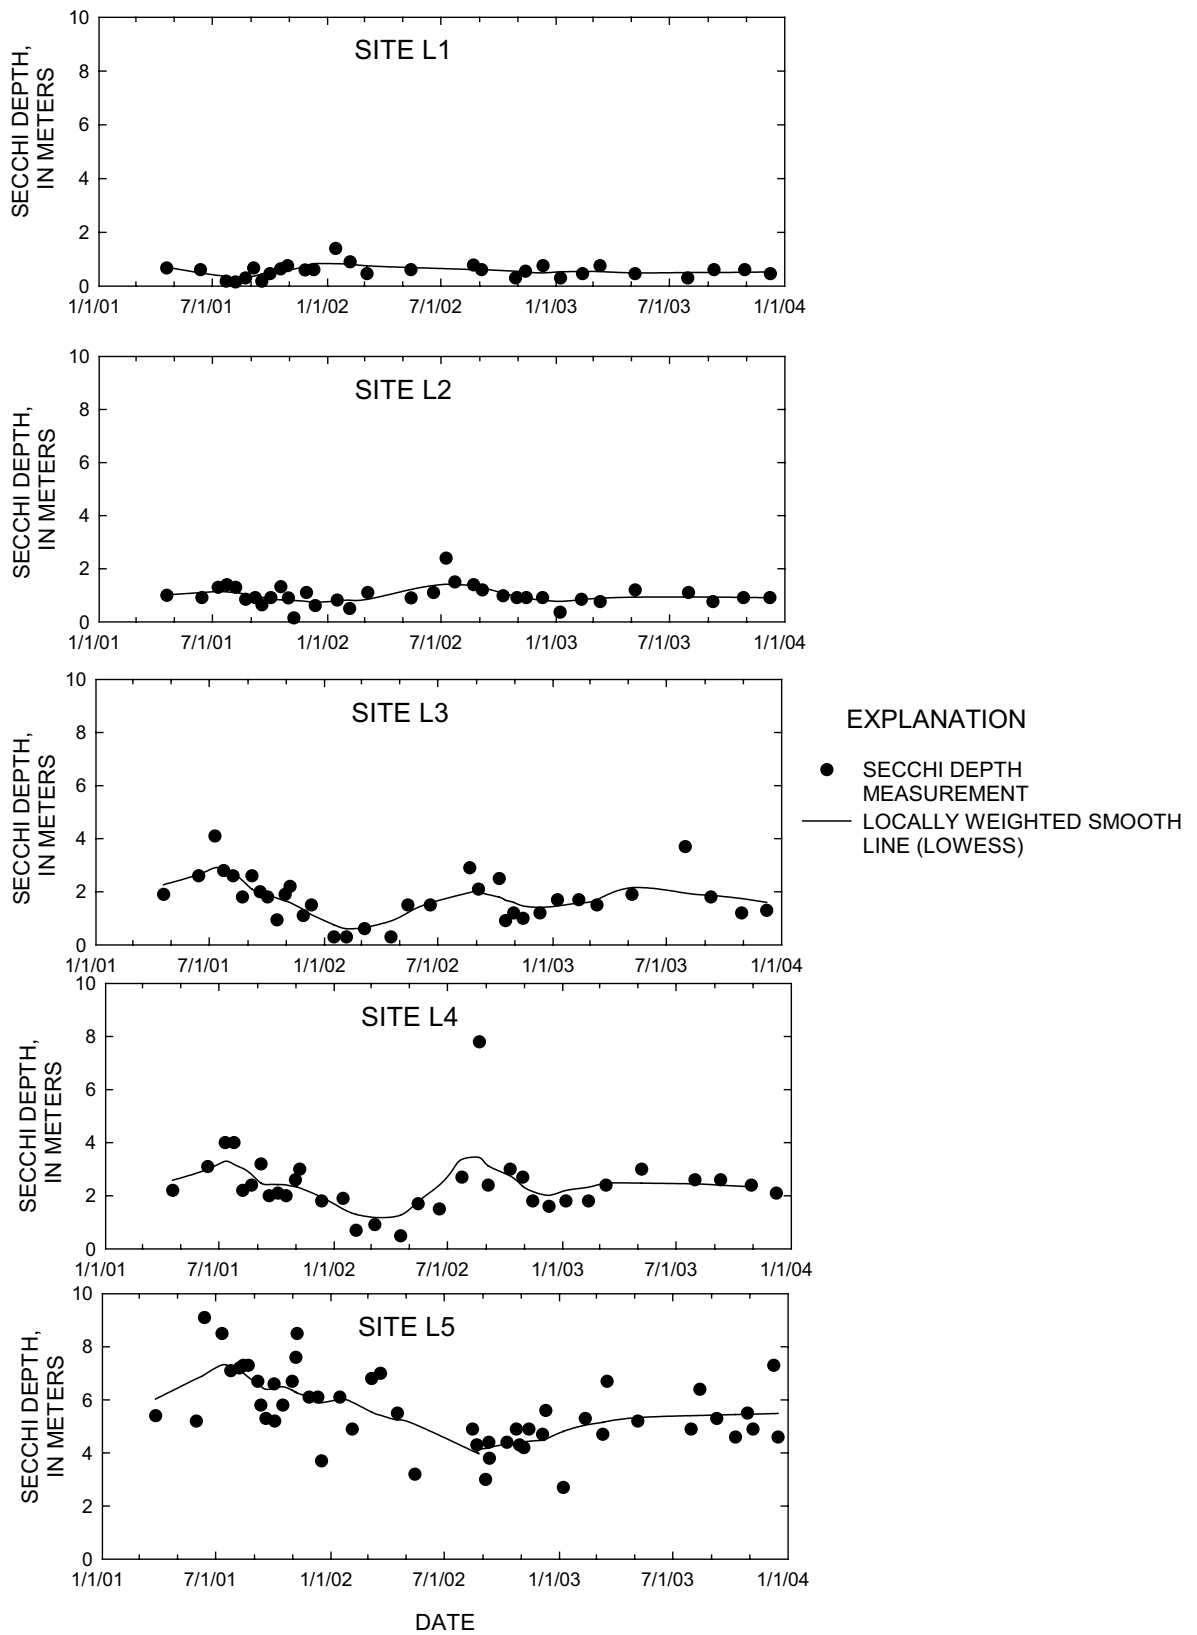 SECCHI DEPTH,
IN METERS
10
8
6
4
2
0
SITE L1
1/1/01 7/1/01 1/1/02 7/1/02 1/1/03 7/1/03 1/1/04
SECCHI DEPTH,
IN METERS
10
8
6
4
2
0
SITE L2
1/1/01 7/1/01 1/1/02 7/1/02 1/1/03 7/1/03 1/1/04
SECCHI DEPTH,
IN METERS
10
8
6
4
2
0
SITE L3
1/1/01 7/1/01 1/1/02 7/1/02 1/1/03 7/1/03 1/1/04
EXPLANATION
SECCHI DEPTH
MEASUREMENT
LOCALLY WEIGHTED SMOOTH
LINE (LOWESS)
SECCHI DEPTH,
IN METERS
10
8
6
4
2
0
SITE L4
1/1/01 7/1/01 1/1/02 7/1/02 1/1/03 7/1/03 1/1/04
SECCHI DEPTH,
IN METERS
10
8
6
4
2
0
SITE L5
1/1/01 7/1/01 1/1/02 7/1/02 1/1/03 7/1/03 1/1/04
DATE